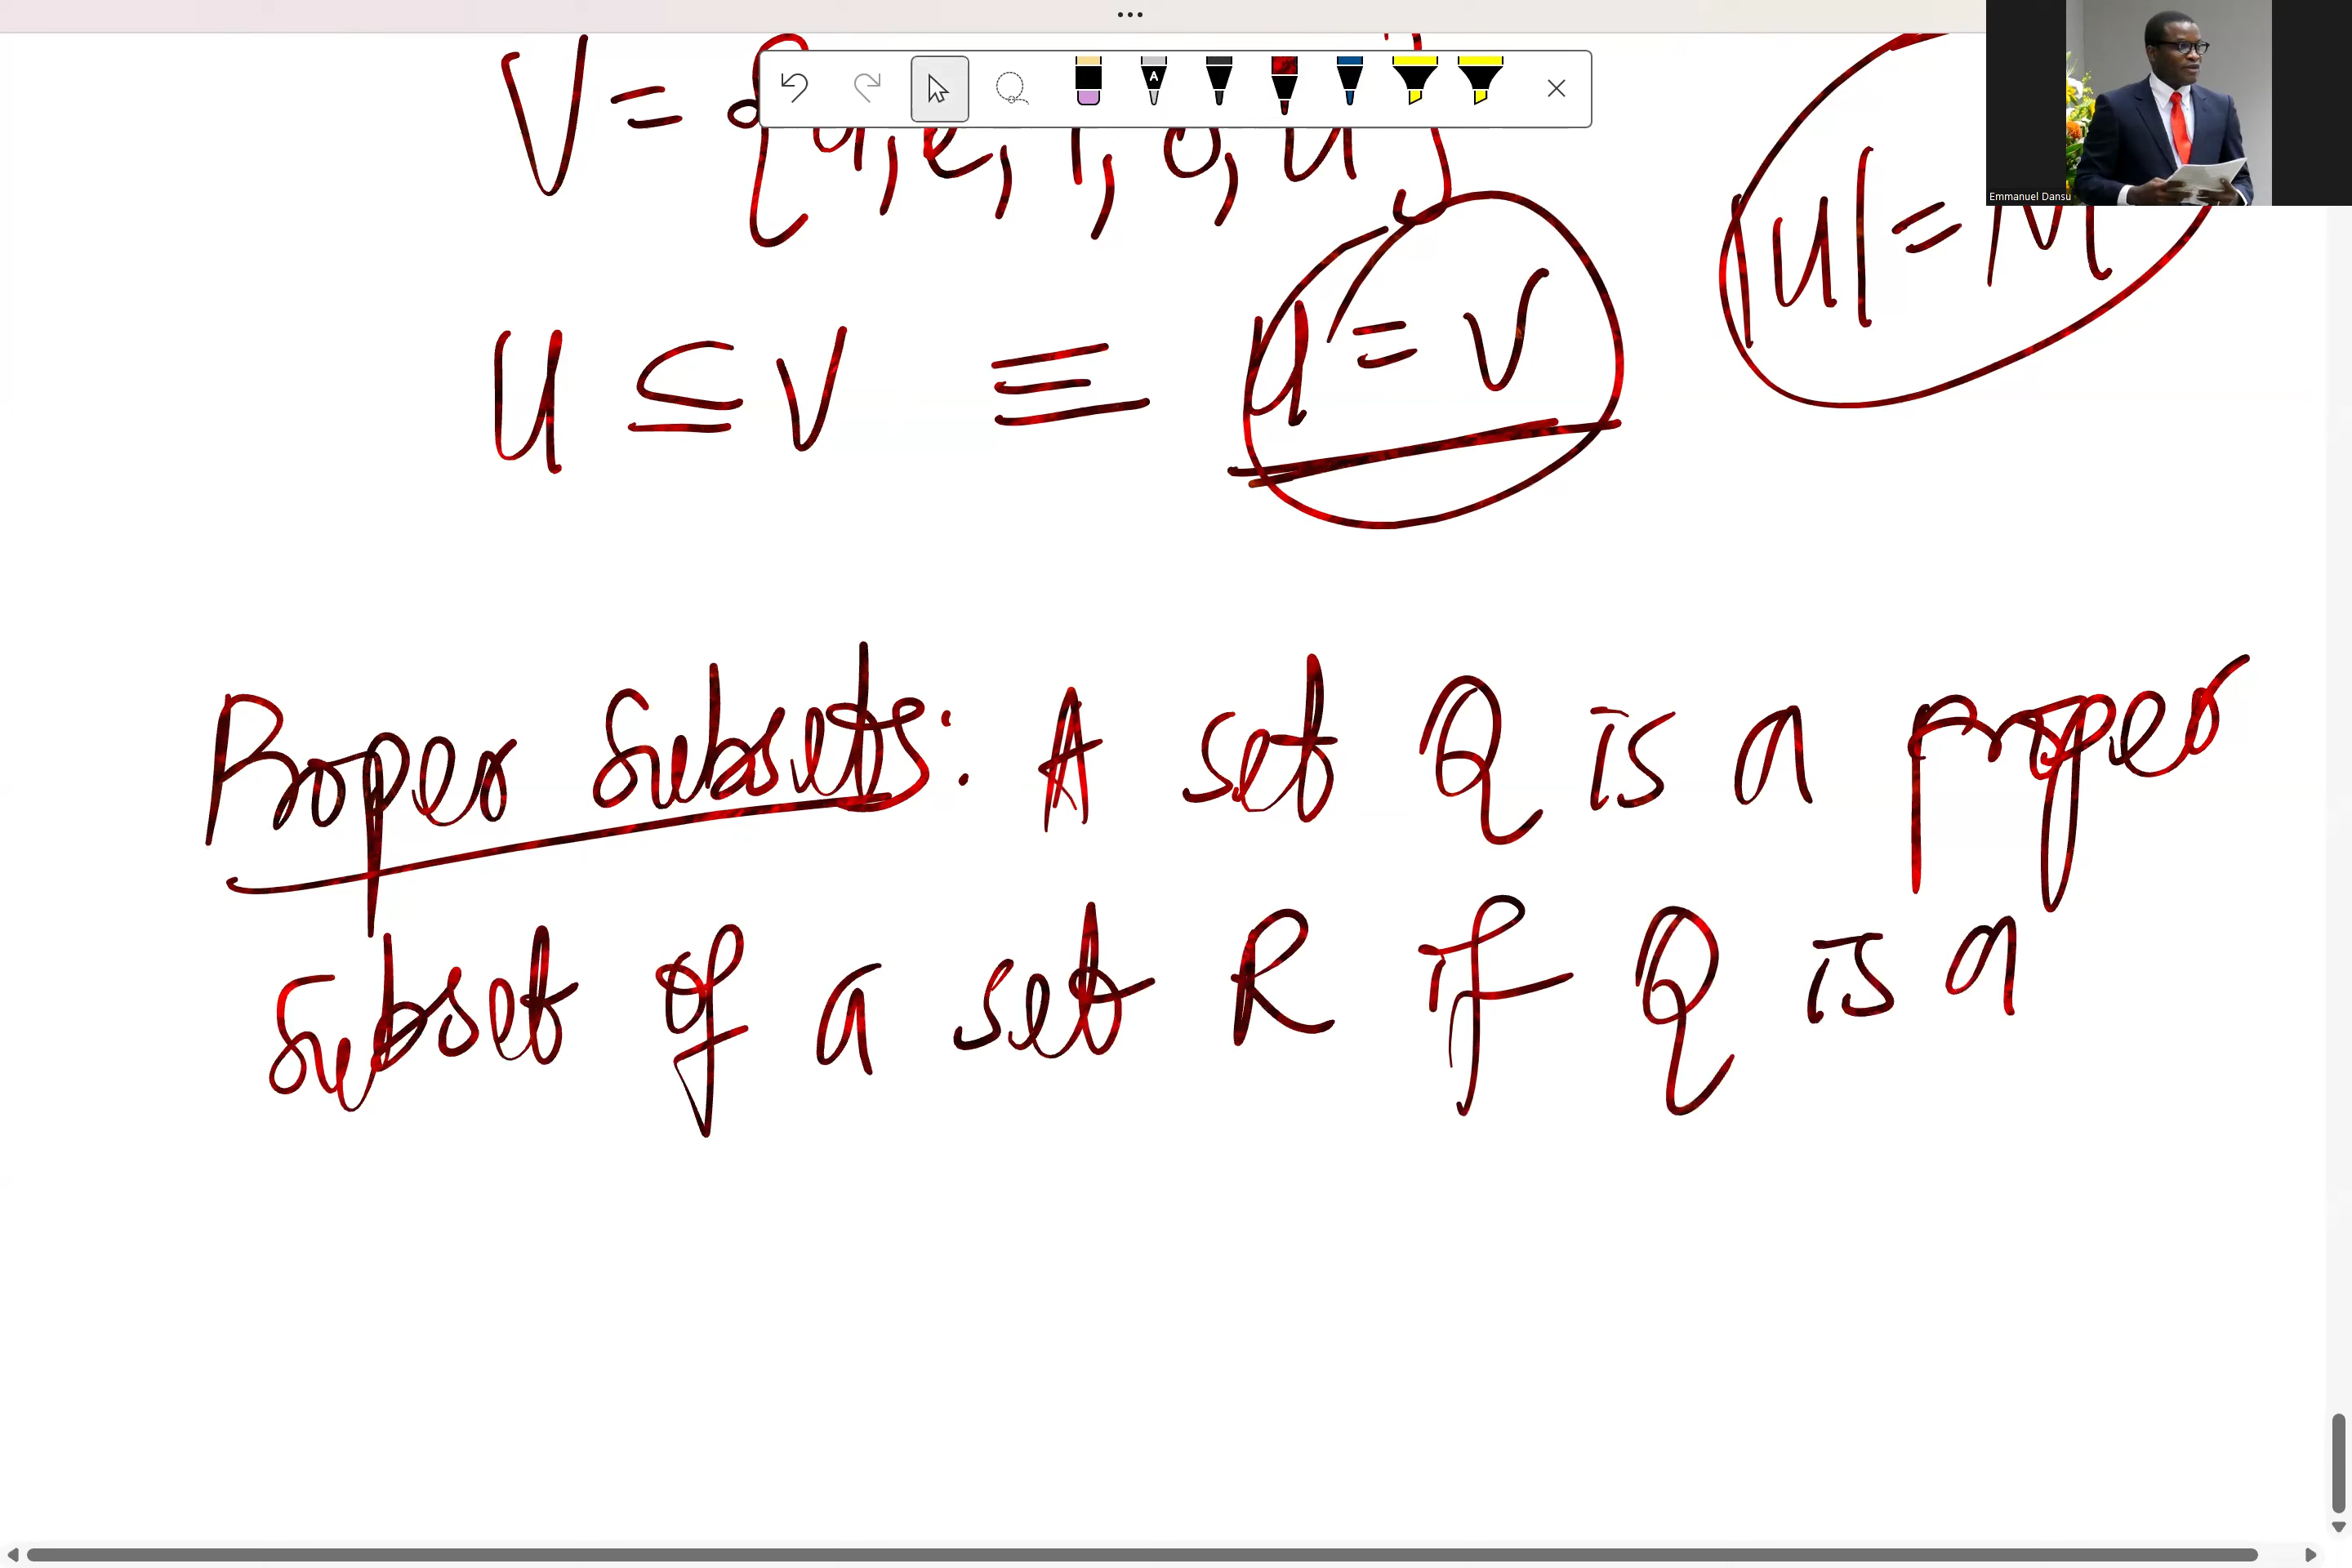 V = {a, e, i, o, u}
|U| = M
U ⊆ V ≡ U = V
Proper Subsets: A set Q is a proper
subset of a set R if Q is a
A
Emmanuel Dansu